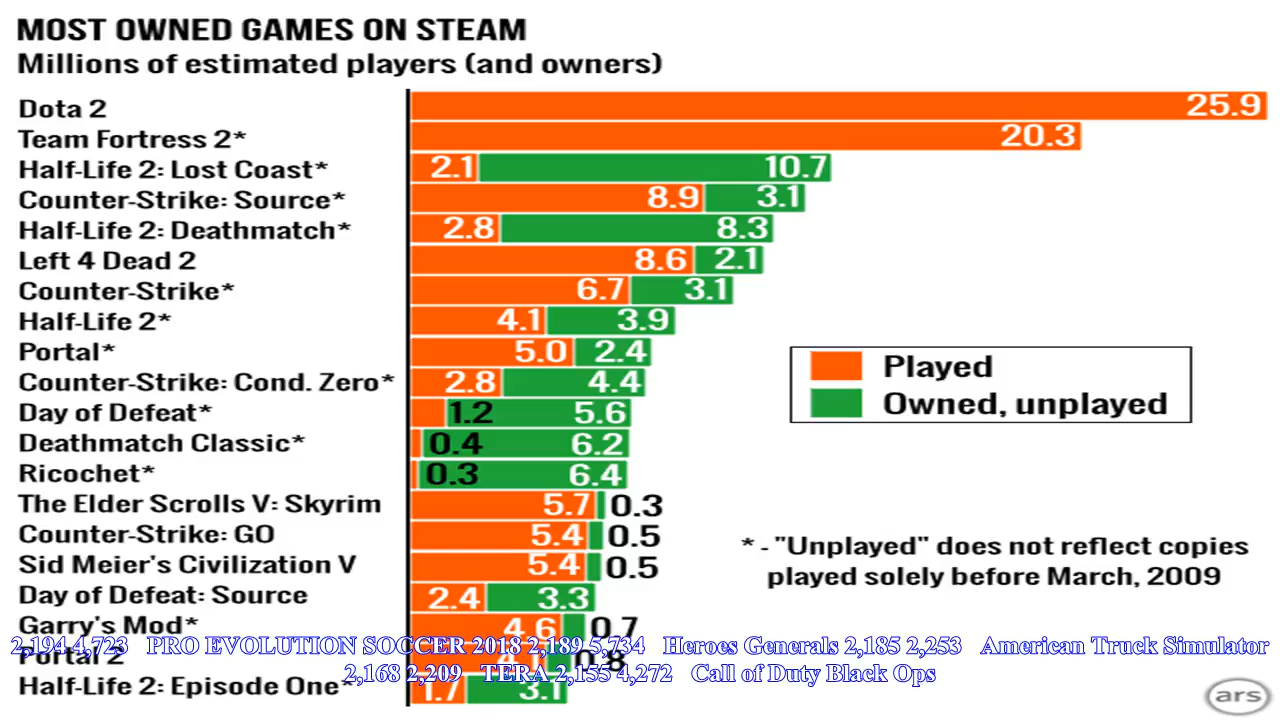 MOST OWNED GAMES ON STEAM
Millions of estimated players (and owners)
Dota 2 25.9
Team Fortress 2* 20.3
Half-Life 2: Lost Coast* 2.1 10.7
Counter-Strike: Source* 8.9 3.1
Half-Life 2: Deathmatch* 2.8 8.3
Left 4 Dead 2 8.6 2.1
Counter-Strike* 6.7 3.1
Half-Life 2* 4.1 3.9
Portal* 5.0 2.4
Counter-Strike: Cond. Zero* 2.8 4.4
Day of Defeat* 1.2 5.6
Deathmatch Classic* 0.4 6.2
Ricochet* 0.3 6.4
The Elder Scrolls V: Skyrim 5.7 0.3
Counter-Strike: GO 5.4 0.5
Sid Meier's Civilization V 5.4 0.5
Day of Defeat: Source 2.4 3.3
Garry's Mod* 4.6 0.7
Portal 2 4.1 0.8
Half-Life 2: Episode One* 1.7 3.1
Played
Owned, unplayed
* - "Unplayed" does not reflect copies
played solely before March, 2009
2,194 4,723 PRO EVOLUTION SOCCER 2018 2,189 5,734 Heroes Generals 2,185 2,253 American Truck Simulator
2,168 2,209 TERA 2,155 4,272 Call of Duty Black Ops
ars